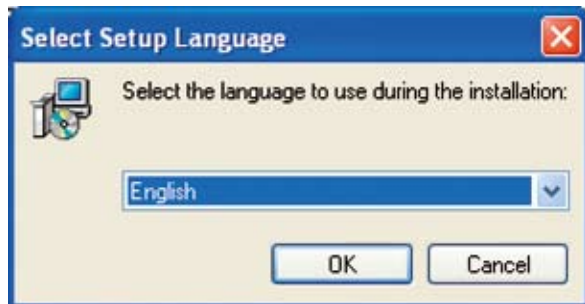 Select Setup Language
Select the language to use during the installation:
English
OK
Cancel